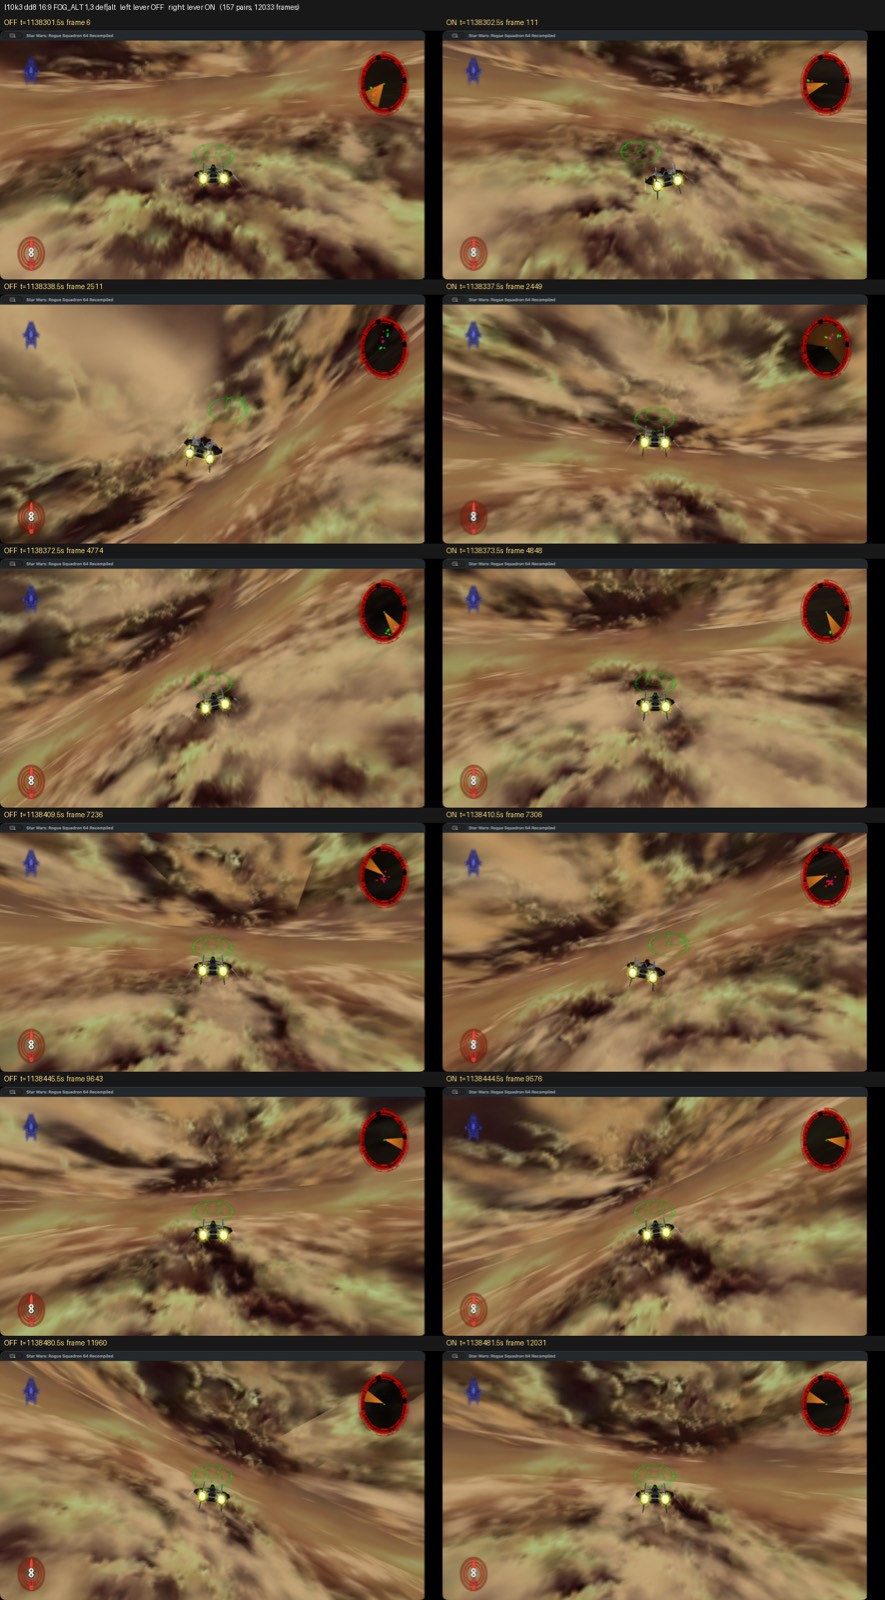 l10k3 dd8 16:9 FOG_ALT 1,3 def|alt left lever OFF right lever ON (157 pairs, 12033 frames)
OFF t=1138301.5s frame 6
ON t=1138302.5s frame 111
Star Wars: Rogue Squadron 64 Recompiled
Star Wars: Rogue Squadron 64 Recompiled
8
8
OFF t=1138338.5s frame 2511
ON t=1138337.5s frame 2449
Star Wars: Rogue Squadron 64 Recompiled
Star Wars: Rogue Squadron 64 Recompiled
8
8
OFF t=1138372.5s frame 4774
ON t=1138373.5s frame 4848
Star Wars: Rogue Squadron 64 Recompiled
Star Wars: Rogue Squadron 64 Recompiled
8
8
OFF t=1138409.5s frame 7236
ON t=1138410.5s frame 7306
Star Wars: Rogue Squadron 64 Recompiled
Star Wars: Rogue Squadron 64 Recompiled
8
8
OFF t=1138445.5s frame 9643
ON t=1138444.5s frame 9576
Star Wars: Rogue Squadron 64 Recompiled
Star Wars: Rogue Squadron 64 Recompiled
8
8
OFF t=1138480.5s frame 11960
ON t=1138481.5s frame 12031
Star Wars: Rogue Squadron 64 Recompiled
Star Wars: Rogue Squadron 64 Recompiled
8
8